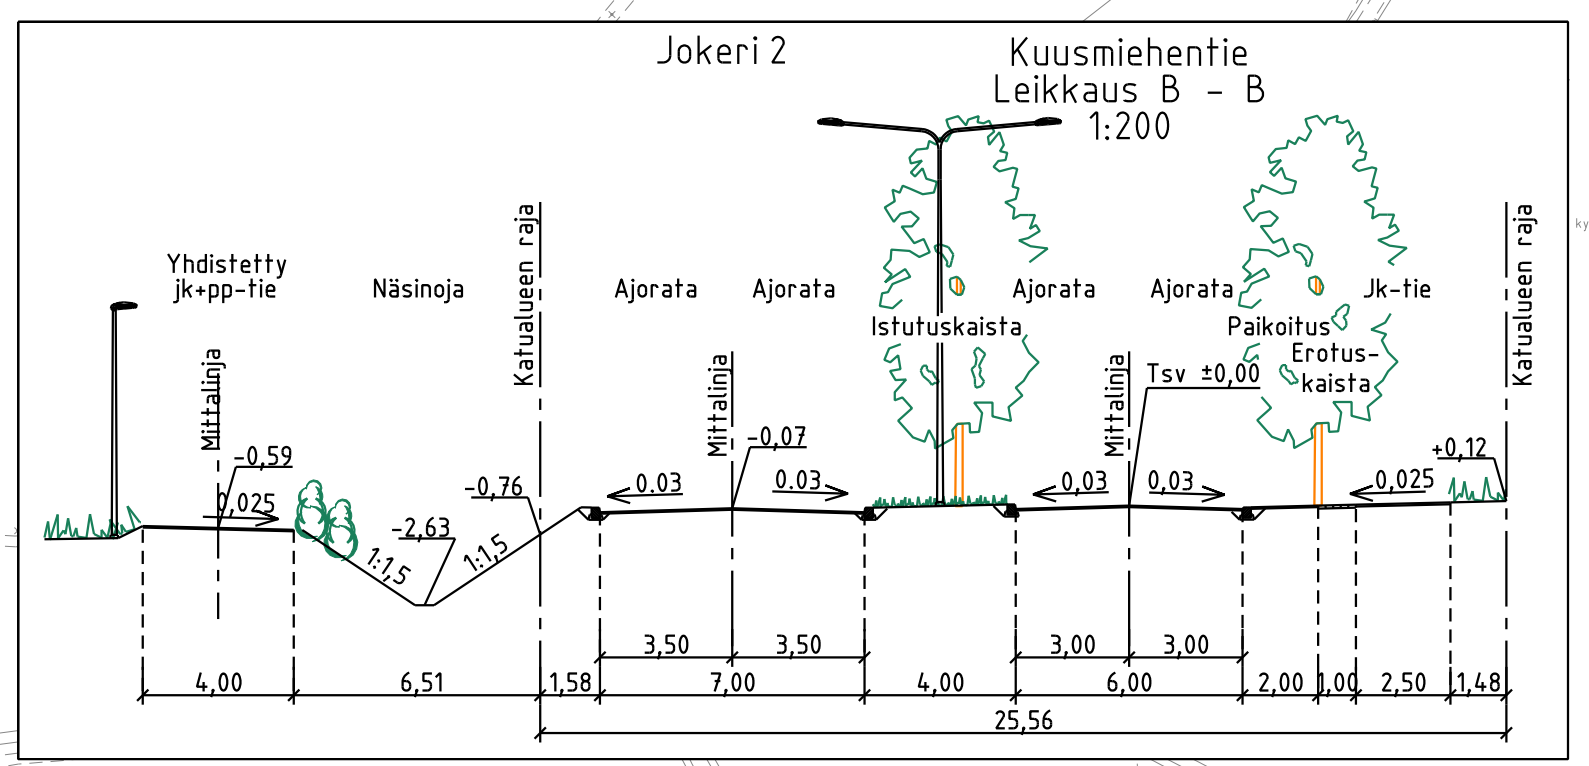 Jokeri 2
Kuusmiehentie
Leikkaus B - B
1:200
Katualueen raja
Katualueen raja
Yhdistetty
jk+pp-tie
Näsinoja
Ajorata
Ajorata
Ajorata
Ajorata
Jk-tie
Istutuskaista
Paikoitus
Erotus-
kaista
Mittalinja
Mittalinja
Mittalinja
Tsv ±0,00
-0,59
-0,07
+0,12
0,025
-0,76
0.03
0.03
0,03
0,03
0,025
-2,63
1:1,5
1:1,5
3,50
3,50
3,00
3,00
4,00
6,51
1,58
7,00
4,00
6,00
2,00
1,00
2,50
1,48
25,56
ky